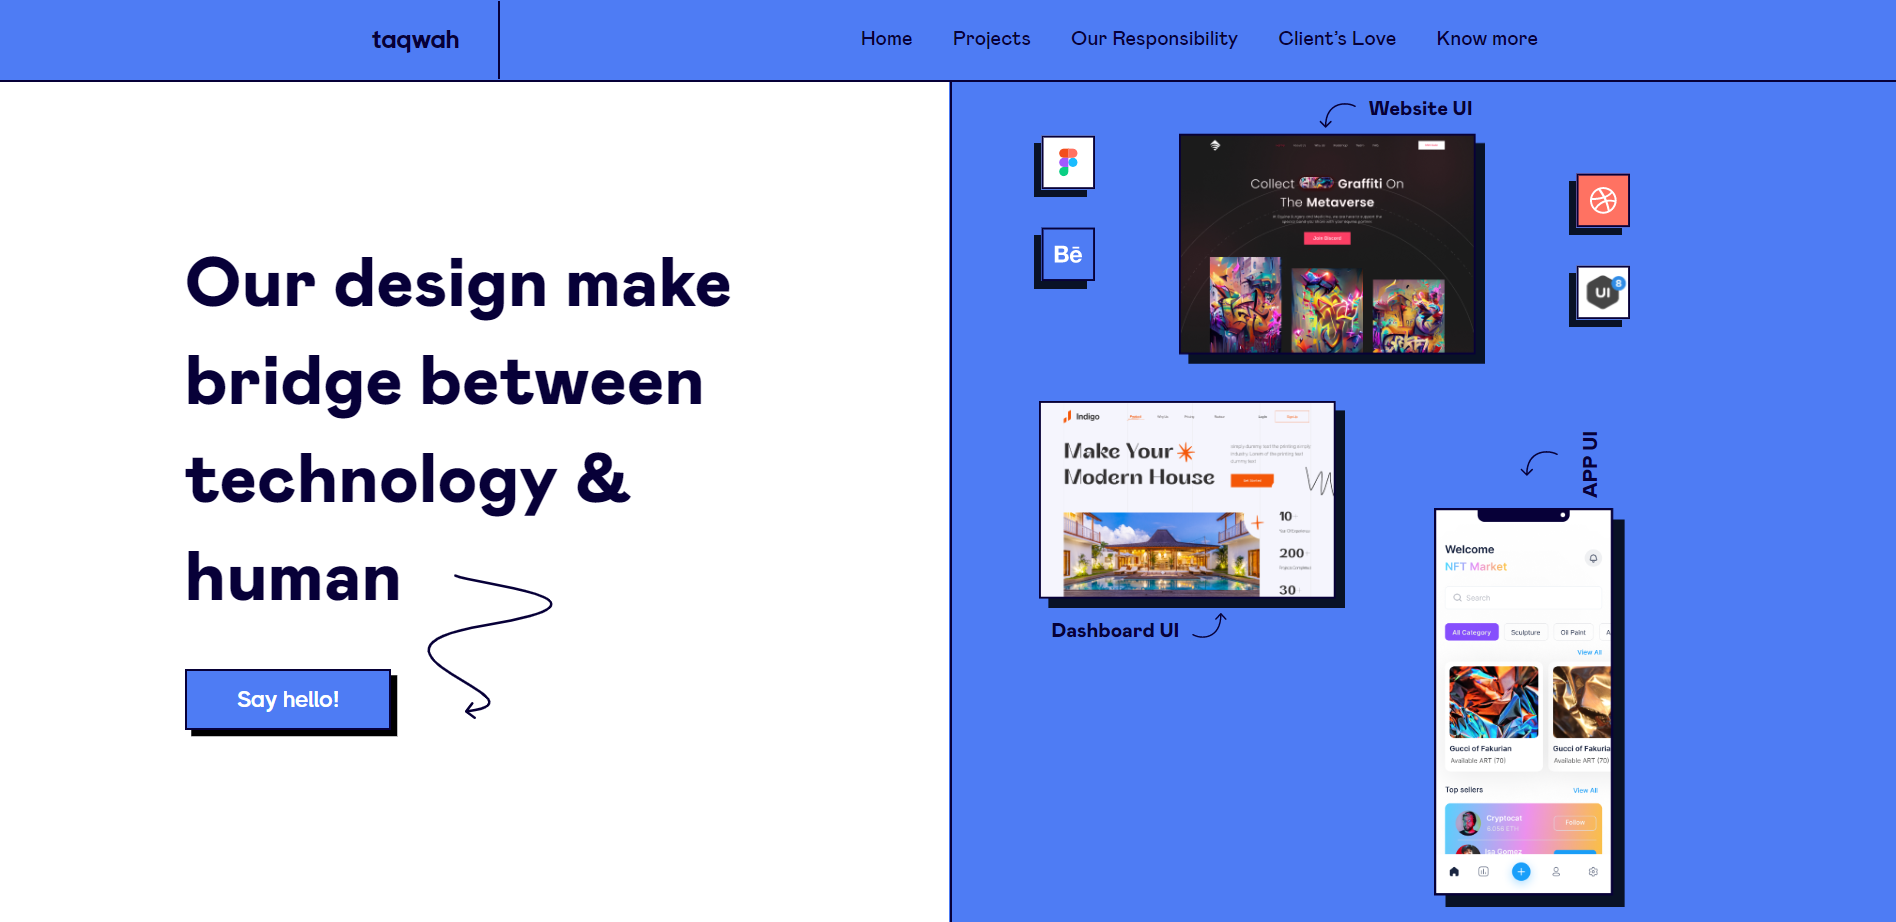 taqwah
Home Projects Our Responsibility Client's Love Know more
Our design make
bridge between
technology &
human
Say hello!
Website UI
Collect Graffiti On
The Metaverse
Join Discord
Bē
UI 8
Indigo
Make Your
Modern House
10
200
30
Dashboard UI
APP UI
Welcome
NFT Market
Search
All Category Sculpture Oil Paint A
View All
Gucci of Fakurian Gucci of Fakuria
Available ART (70) Available ART (70)
Top sellers View All
Cryptocat Follow
Isa Gomez